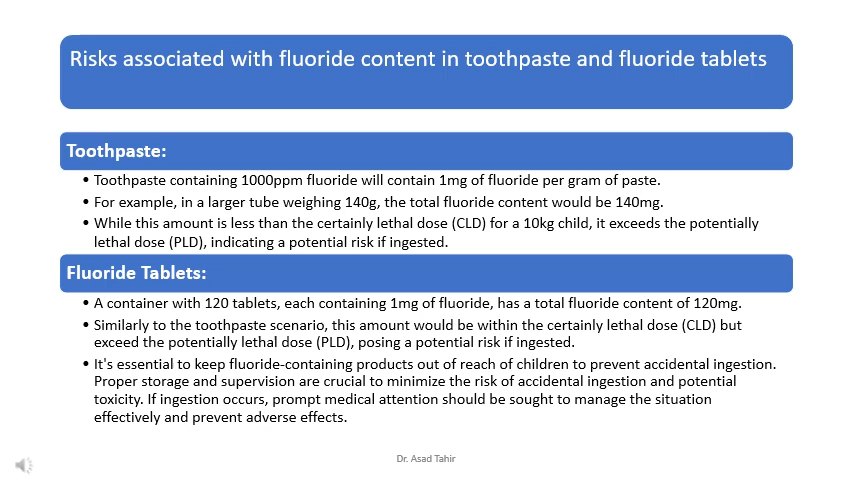 Risks associated with fluoride content in toothpaste and fluoride tablets
Toothpaste:
• Toothpaste containing 1000ppm fluoride will contain 1mg of fluoride per gram of paste.
• For example, in a larger tube weighing 140g, the total fluoride content would be 140mg.
• While this amount is less than the certainly lethal dose (CLD) for a 10kg child, it exceeds the potentially
lethal dose (PLD), indicating a potential risk if ingested.
Fluoride Tablets:
• A container with 120 tablets, each containing 1mg of fluoride, has a total fluoride content of 120mg.
• Similarly to the toothpaste scenario, this amount would be within the certainly lethal dose (CLD) but
exceed the potentially lethal dose (PLD), posing a potential risk if ingested.
• It's essential to keep fluoride-containing products out of reach of children to prevent accidental ingestion.
Proper storage and supervision are crucial to minimize the risk of accidental ingestion and potential
toxicity. If ingestion occurs, prompt medical attention should be sought to manage the situation
effectively and prevent adverse effects.
Dr. Asad Tahir